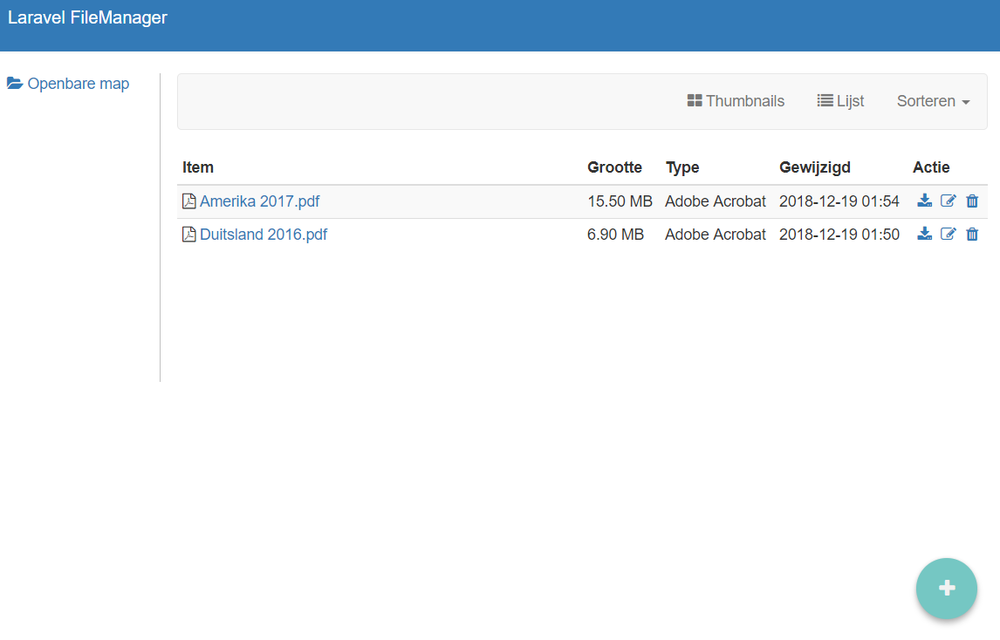 Laravel FileManager
Openbare map
Thumbnails Lijst Sorteren
Item Grootte Type Gewijzigd Actie
Amerika 2017.pdf 15.50 MB Adobe Acrobat 2018-12-19 01:54
Duitsland 2016.pdf 6.90 MB Adobe Acrobat 2018-12-19 01:50